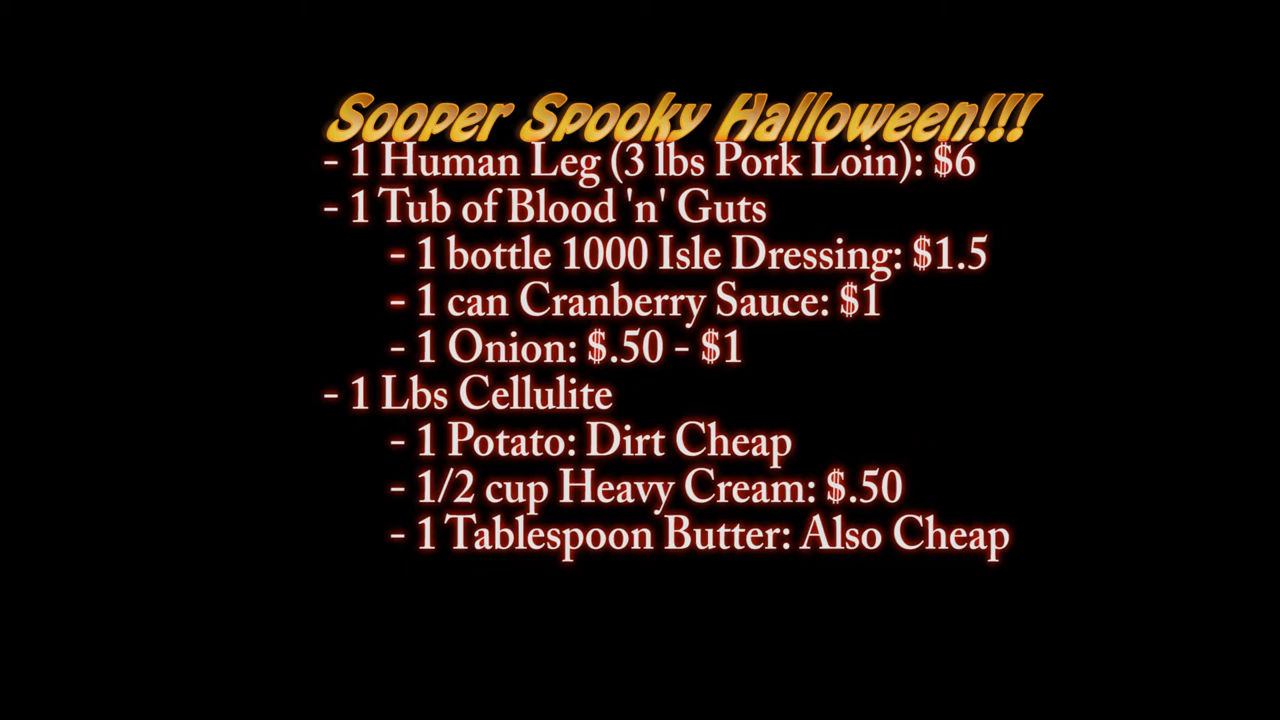 Sooper Spooky Halloween!!!
- 1 Human Leg (3 lbs Pork Loin): $6
- 1 Tub of Blood 'n' Guts
- 1 bottle 1000 Isle Dressing: $1.5
- 1 can Cranberry Sauce: $1
- 1 Onion: $.50 - $1
- 1 Lbs Cellulite
- 1 Potato: Dirt Cheap
- 1/2 cup Heavy Cream: $.50
- 1 Tablespoon Butter: Also Cheap